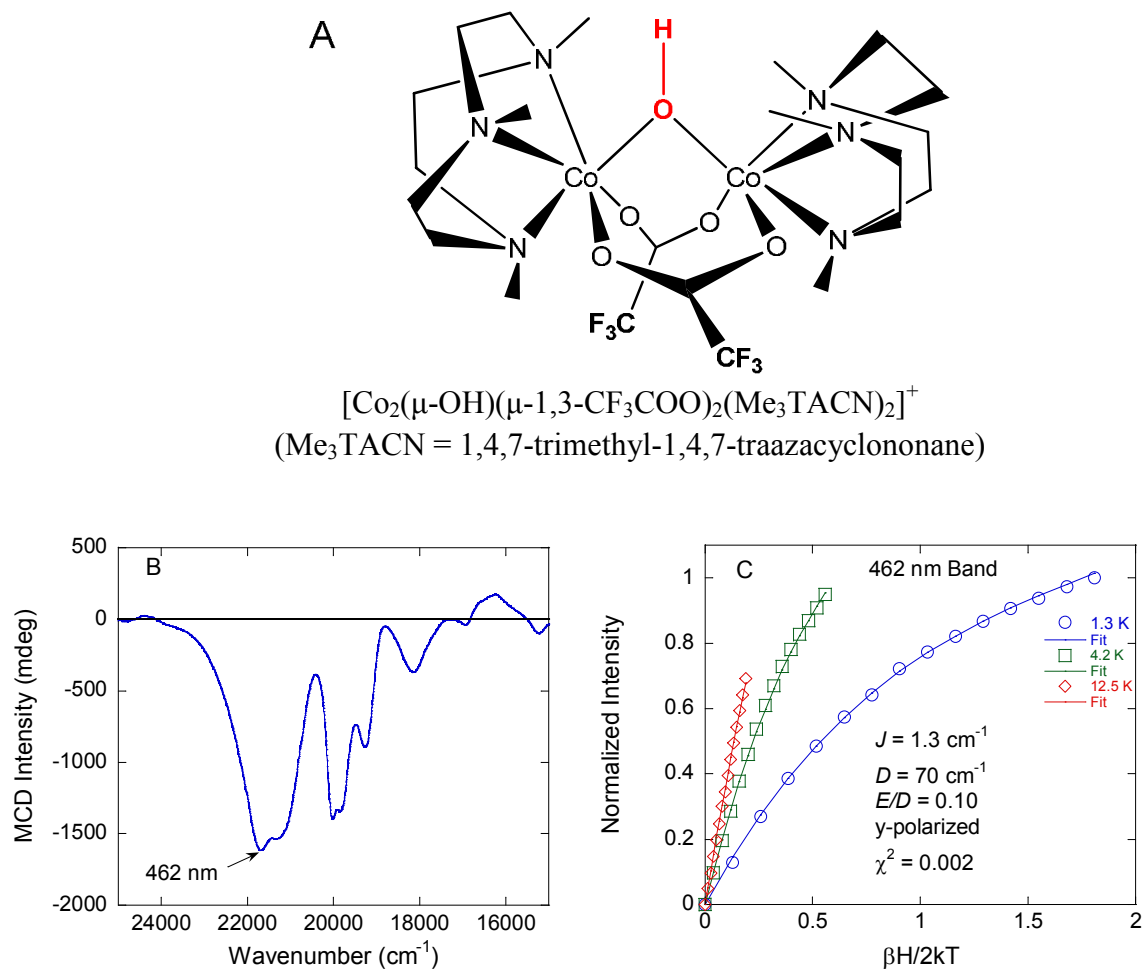 A
H
O
N
N
N
N
N
N
Co
Co
O
O
O
O
F3C
CF3
[Co2(μ-OH)(μ-1,3-CF3COO)2(Me3TACN)2]+
(Me3TACN = 1,4,7-trimethyl-1,4,7-traazacyclononane)
B
500
0
-500
-1000
-1500
-2000
MCD Intensity (mdeg)
462 nm
24000 22000 20000 18000 16000
Wavenumber (cm-1)
C
462 nm Band
1
0.8
0.6
0.4
0.2
0
Normalized Intensity
1.3 K
Fit
4.2 K
Fit
12.5 K
Fit
J = 1.3 cm-1
D = 70 cm-1
E/D = 0.10
y-polarized
χ2 = 0.002
0 0.5 1 1.5 2
βH/2kT